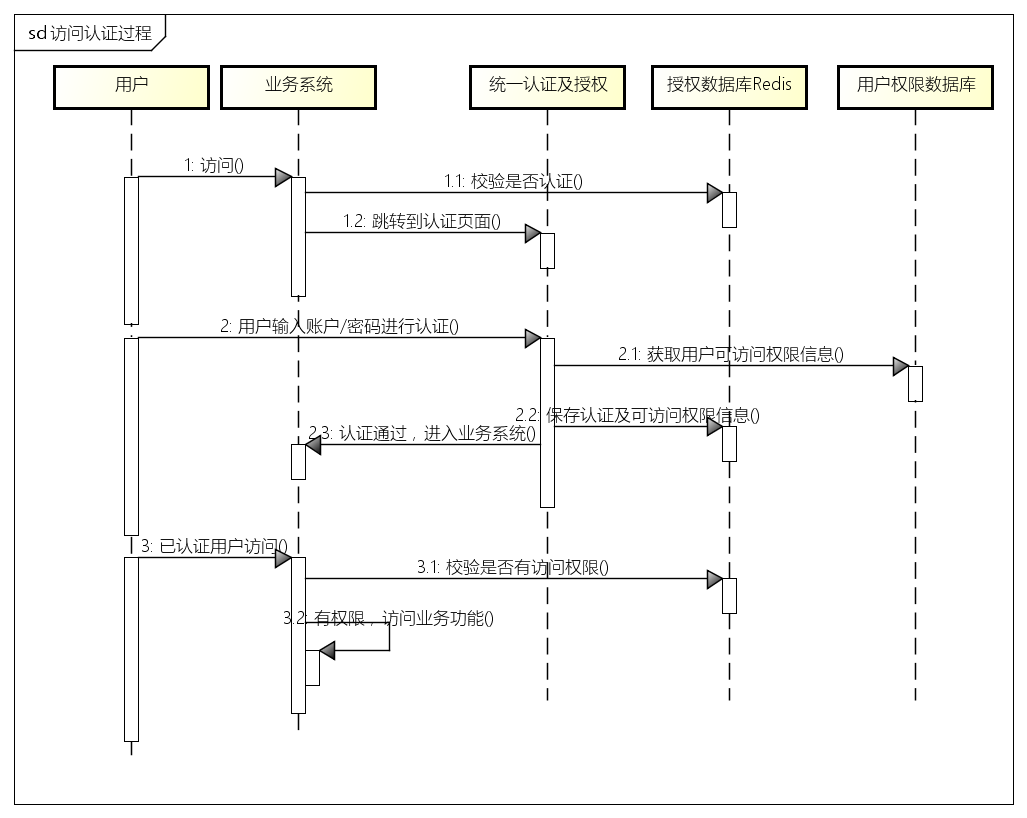 sd 访问认证过程
用户
业务系统
统一认证及授权
授权数据库Redis
用户权限数据库
1: 访问()
1.1: 校验是否认证()
1.2: 跳转到认证页面()
2: 用户输入账户/密码进行认证()
2.1: 获取用户可访问权限信息()
2.2: 保存认证及可访问权限信息()
2.3: 认证通过，进入业务系统()
3: 已认证用户访问()
3.1: 校验是否有访问权限()
3.2: 有权限，访问业务功能()